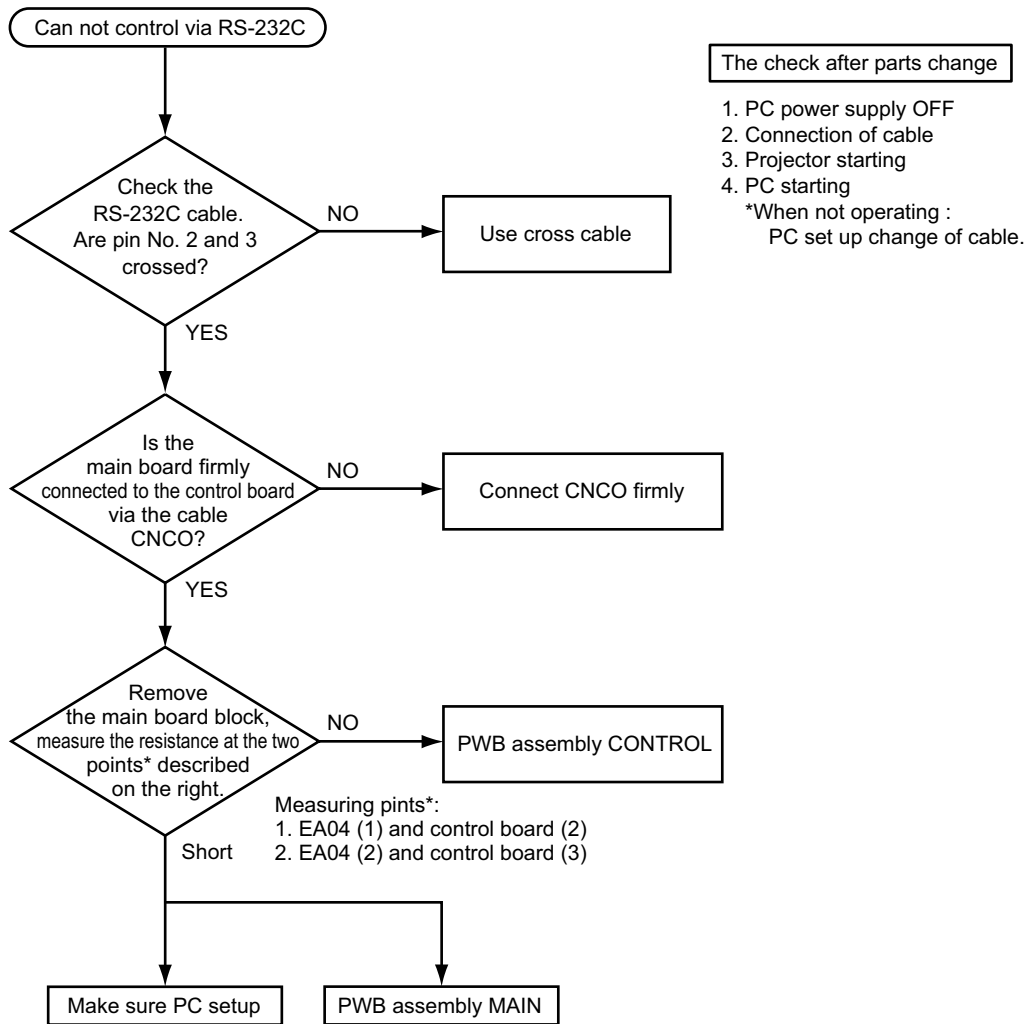 Can not control via RS-232C
Check the
RS-232C cable.
Are pin No. 2 and 3
crossed?
NO
Use cross cable
YES
Is the
main board firmly
connected to the control board
via the cable
CNCO?
NO
Connect CNCO firmly
YES
Remove
the main board block,
measure the resistance at the two
points* described
on the right.
NO
PWB assembly CONTROL
Measuring pints*:
1. EA04 (1) and control board (2)
2. EA04 (2) and control board (3)
Short
Make sure PC setup
PWB assembly MAIN
The check after parts change
1. PC power supply OFF
2. Connection of cable
3. Projector starting
4. PC starting
*When not operating :
PC set up change of cable.